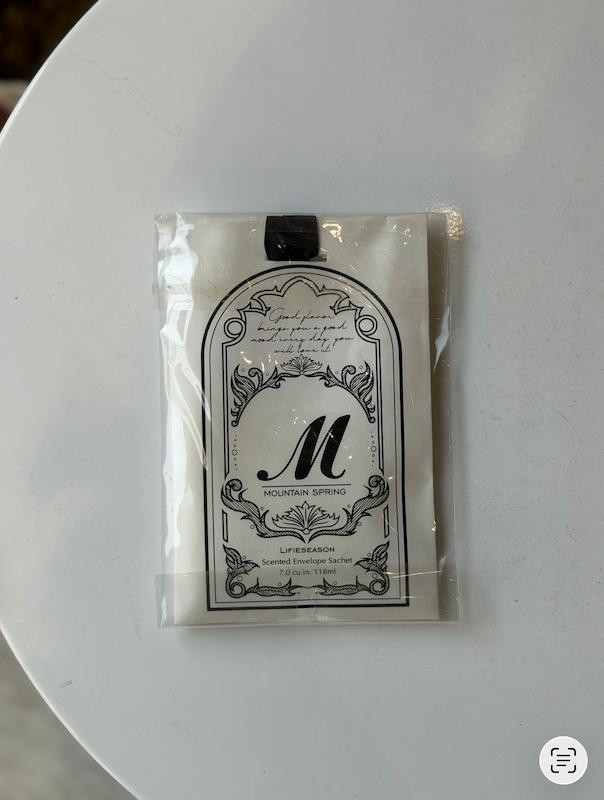 Good flavor
brings you a good
mood every day, you
will love it
M
MOUNTAIN SPRING
LIFIESEASON
Scented Envelope Sachet
7.0 cu.in. 118ml